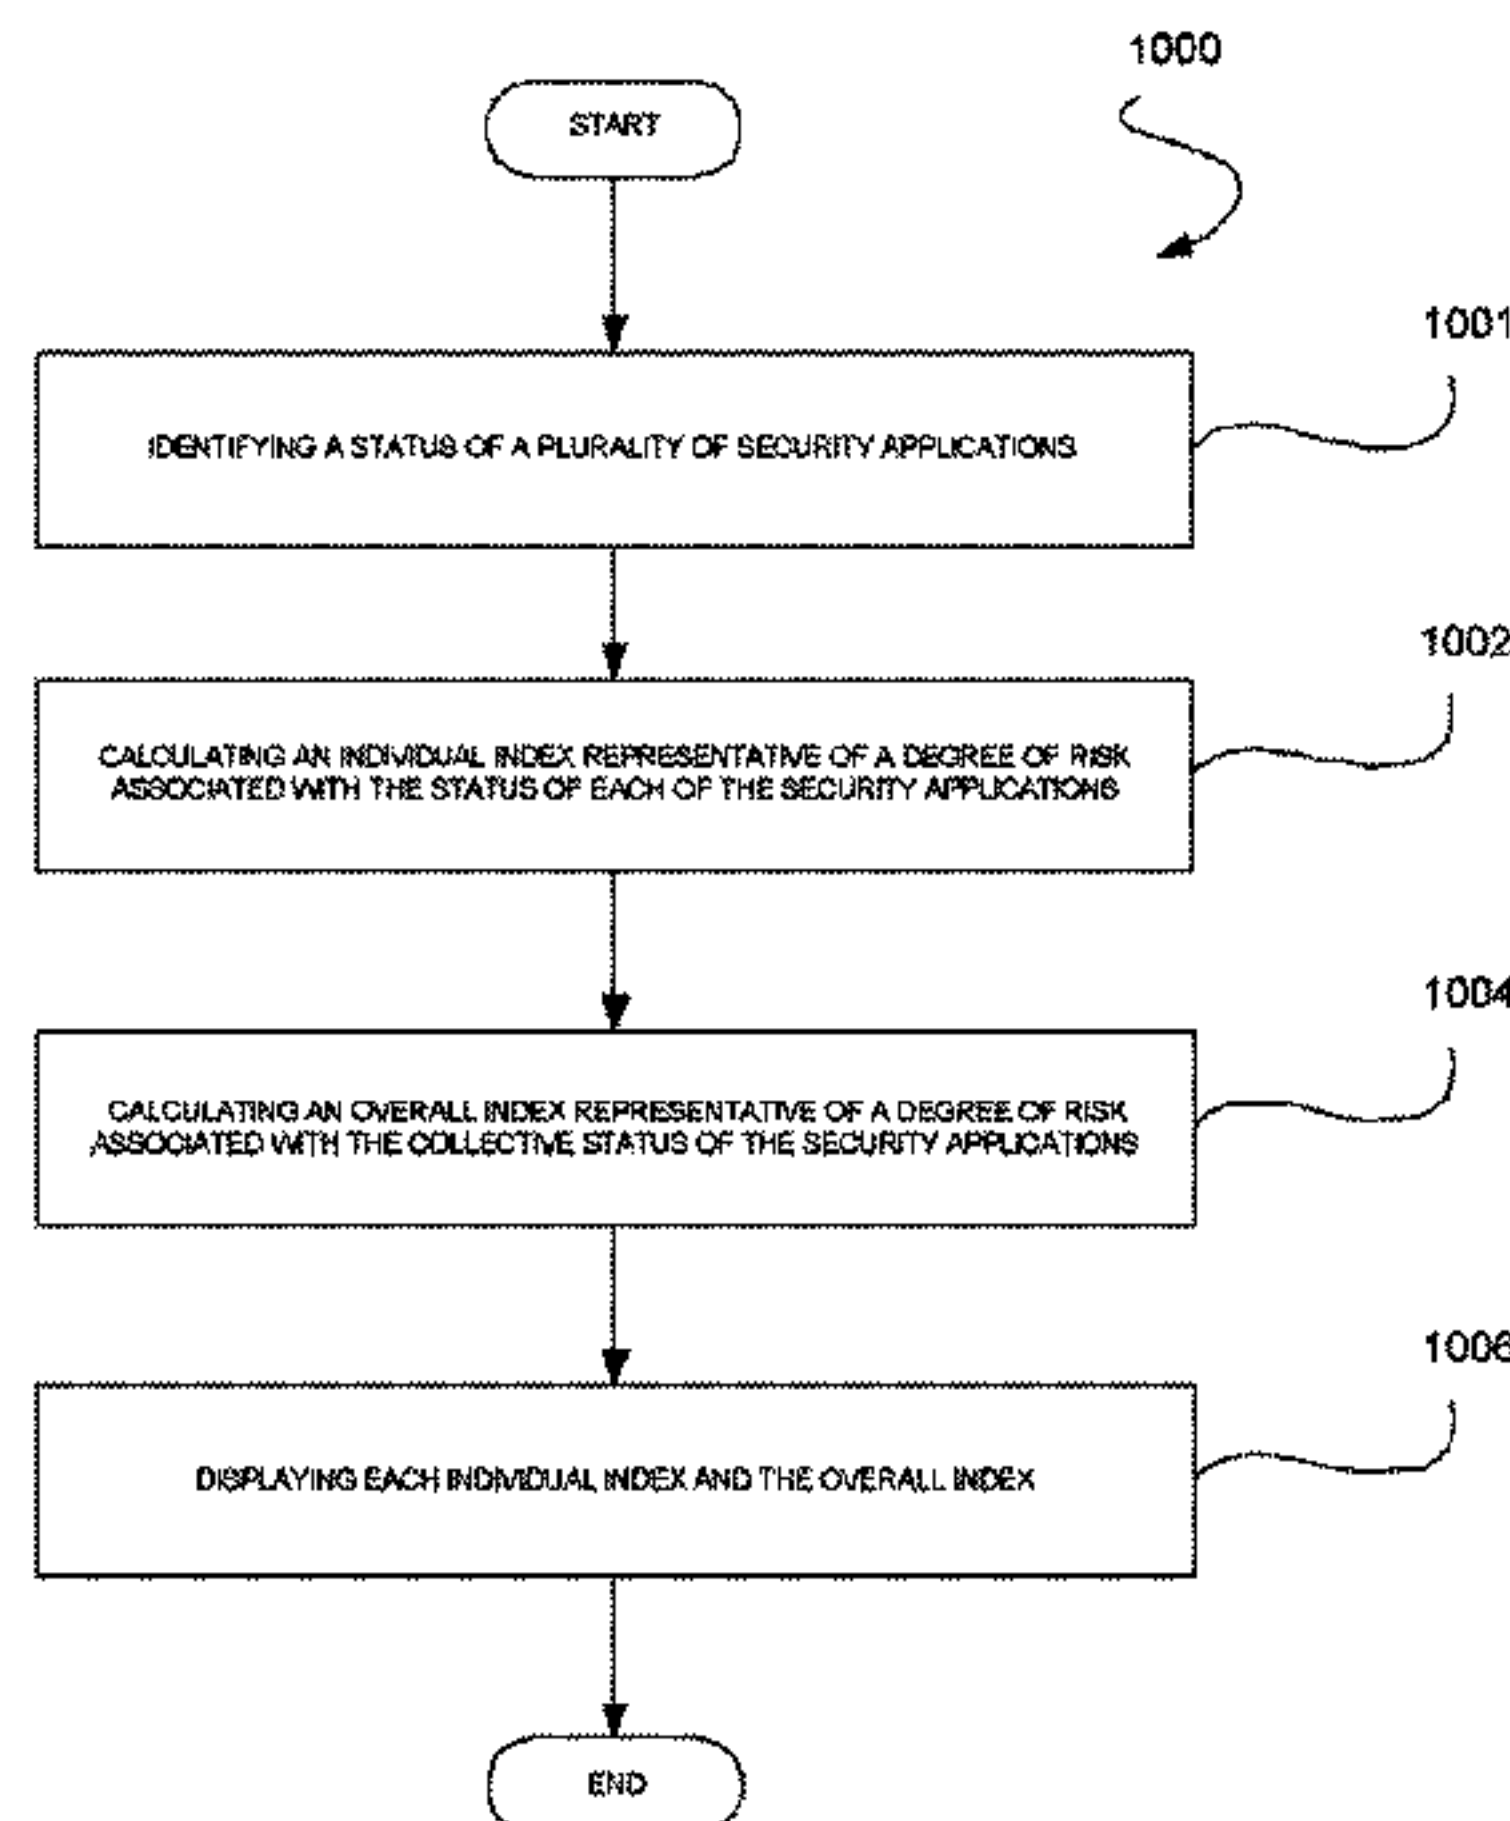 1000
START
1001
IDENTIFYING A STATUS OF A PLURALITY OF SECURITY APPLICATIONS
1002
CALCULATING AN INDIVIDUAL INDEX REPRESENTATIVE OF A DEGREE OF RISK
ASSOCIATED WITH THE STATUS OF EACH OF THE SECURITY APPLICATIONS
1004
CALCULATING AN OVERALL INDEX REPRESENTATIVE OF A DEGREE OF RISK
ASSOCIATED WITH THE COLLECTIVE STATUS OF THE SECURITY APPLICATIONS
1006
DISPLAYING EACH INDIVIDUAL INDEX AND THE OVERALL INDEX
END